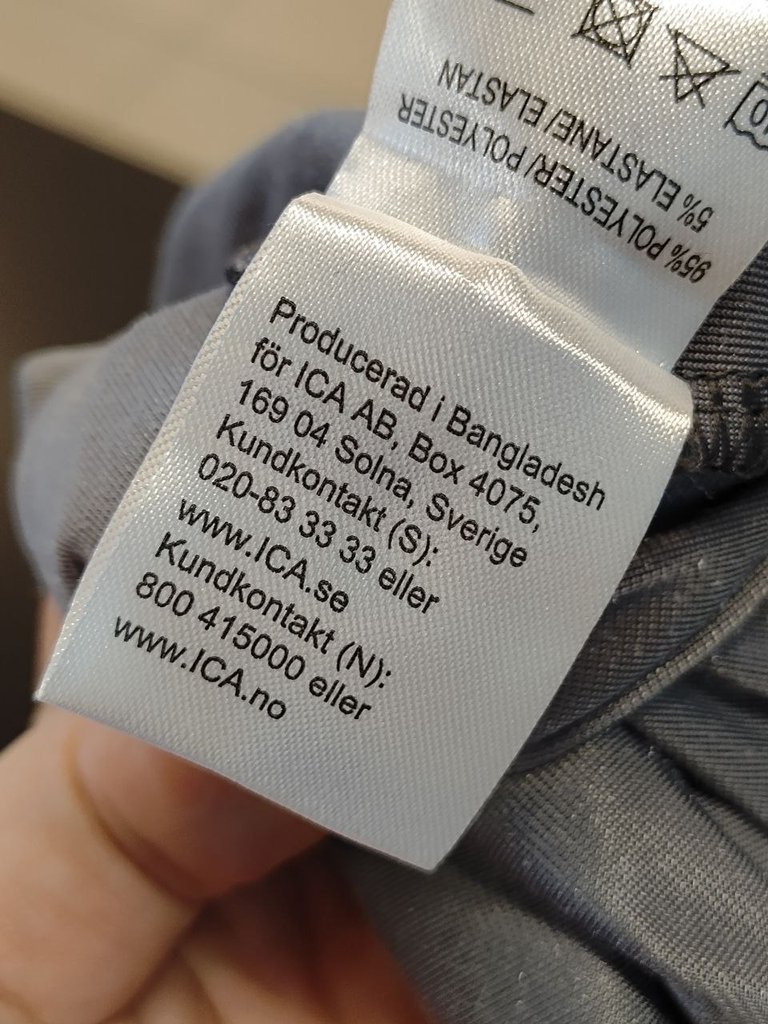 95% POLYESTER/ POLYESTER
5% ELASTANE/ ELASTAN
Producerad i Bangladesh
för ICA AB, Box 4075,
169 04 Solna, Sverige
Kundkontakt (S):
020-83 33 33 eller
www.ICA.se
Kundkontakt (N):
800 415000 eller
www.ICA.no